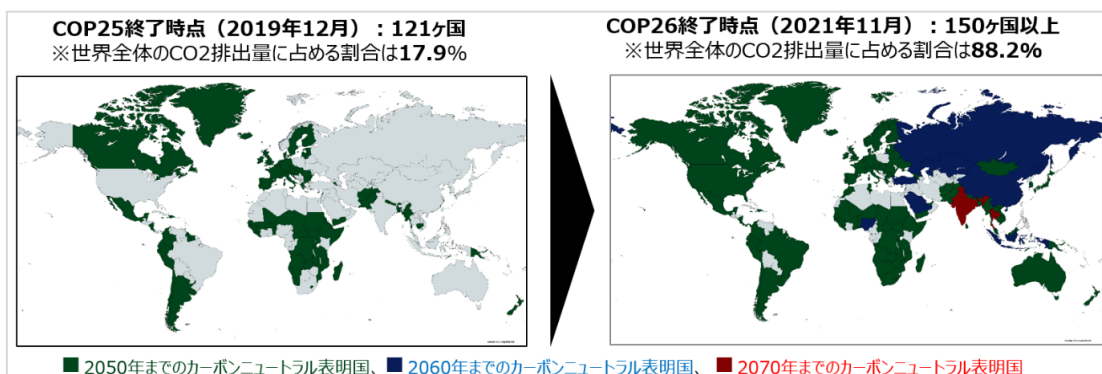 COP25終了時点（2019年12月）：121ヶ国
※世界全体のCO2排出量に占める割合は17.9%
COP26終了時点（2021年11月）：150ヶ国以上
※世界全体のCO2排出量に占める割合は88.2%
■ 2050年までのカーボンニュートラル表明国、 ■ 2060年までのカーボンニュートラル表明国、 ■ 2070年までのカーボンニュートラル表明国